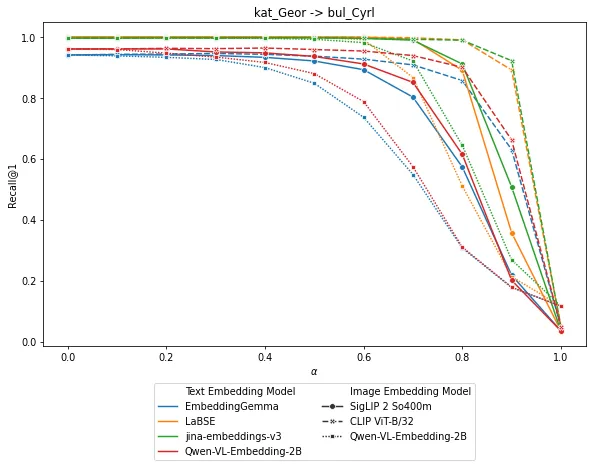 kat_Geor -> bul_Cyrl
Recall@1
1.0
0.8
0.6
0.4
0.2
0.0
0.0 0.2 0.4 0.6 0.8 1.0
α
Text Embedding Model
EmbeddingGemma
LaBSE
jina-embeddings-v3
Qwen-VL-Embedding-2B
Image Embedding Model
SigLIP 2 So400m
CLIP ViT-B/32
Qwen-VL-Embedding-2B